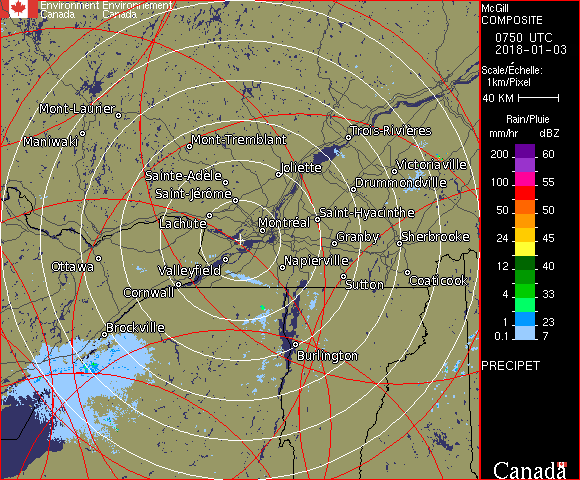 Environment Environnement
Canada Canada
McGill
COMPOSITE
0750 UTC
2018-01-03
Scale/Échelle:
1km/Pixel
40 KM
Rain/Pluie
mm/hr dBZ
200 60
100 55
50 50
24 45
12 40
4 33
1 23
0.1 7
PRECIPET
Canada
Mont-Laurier
Maniwaki
Mont-Tremblant
Trois-Rivières
Joliette
Victoriaville
Sainte-Adèle
Drummondville
Saint-Jérôme
Lachute
Saint-Hyacinthe
Montréal
Granby
Sherbrooke
Ottawa
Valleyfield
Napierville
Cornwall
Sutton
Coaticook
Brockville
Burlington